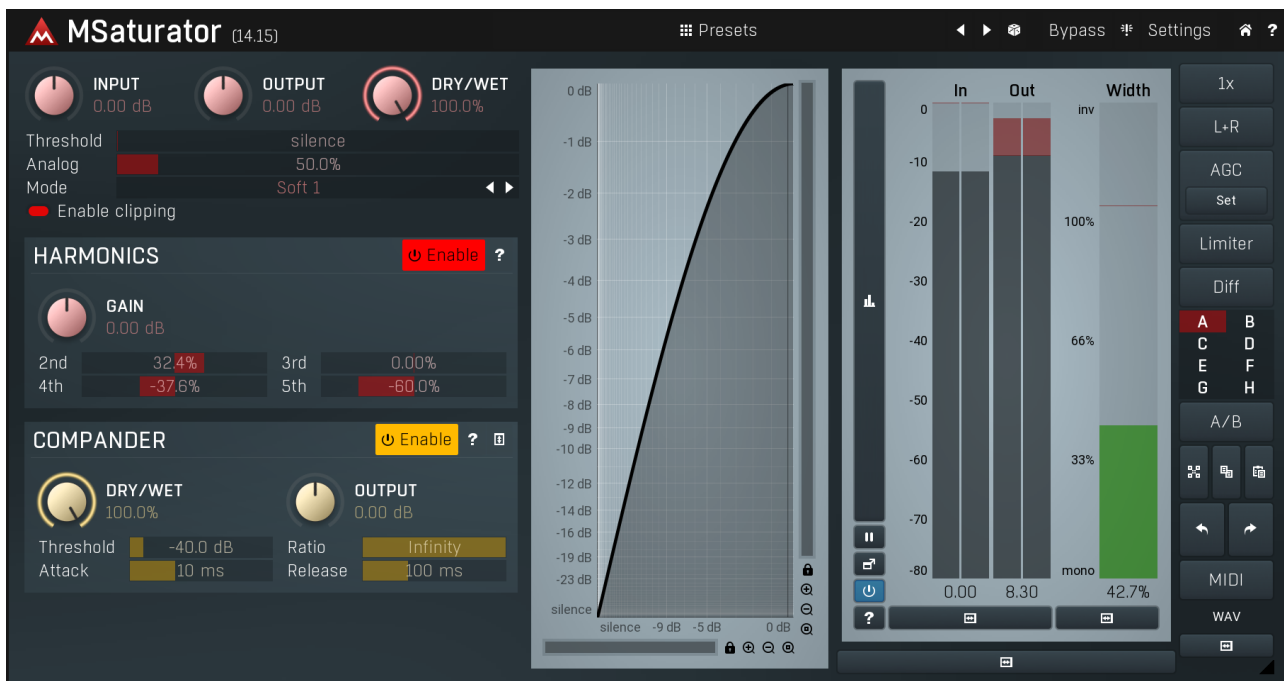 MSaturator (14.15) Presets Bypass Settings ?
INPUT
0.00 dB
OUTPUT
0.00 dB
DRY/WET
100.0%
Threshold silence
Analog 50.0%
Mode Soft 1
Enable clipping
HARMONICS Enable ?
GAIN
0.00 dB
2nd 32.4% 3rd 0.00%
4th -37.6% 5th -60.0%
COMPANDER Enable ?
DRY/WET
100.0%
OUTPUT
0.00 dB
Threshold -40.0 dB Ratio Infinity
Attack 10 ms Release 100 ms
0 dB
-1 dB
-2 dB
-3 dB
-4 dB
-5 dB
-6 dB
-7 dB
-8 dB
-9 dB
-10 dB
-12 dB
-14 dB
-16 dB
-19 dB
-23 dB
silence
silence -9 dB -5 dB 0 dB
?
In Out Width
0
-10
-20
-30
-40
-50
-60
-70
-80
inv
100%
66%
33%
mono
0.00 8.30 42.7%
1x
L+R
AGC
Set
Limiter
Diff
A B
C D
E F
G H
A/B
MIDI
WAV